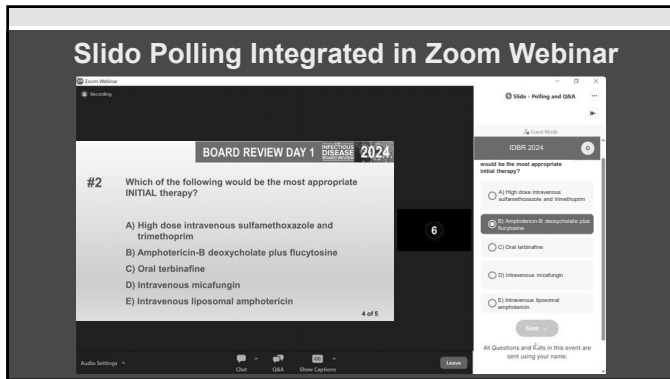 Slido Polling Integrated in Zoom Webinar
Zoom Webinar
Recording
BOARD REVIEW DAY 1
INFECTIOUS
DISEASE
BOARD REVIEW
2024
#2
Which of the following would be the most appropriate
INITIAL therapy?
A) High dose intravenous sulfamethoxazole and
trimethoprim
B) Amphotericin-B deoxycholate plus flucytosine
C) Oral terbinafine
D) Intravenous micafungin
E) Intravenous liposomal amphotericin
4 of 5
6
Slido - Polling and Q&A
Guest Mode
IDBR 2024
G
would be the most appropriate
initial therapy?
A) High dose intravenous
sulfamethoxazole and trimethoprim
B) Amphotericin-B deoxycholate plus
flucytosine
C) Oral terbinafine
D) Intravenous micafungin
E) Intravenous liposomal
amphotericin
Sent
All Questions and Polls in this event are
sent using your name.
Audio Settings
Chat
Q&A
CC
Show Captions
Leave